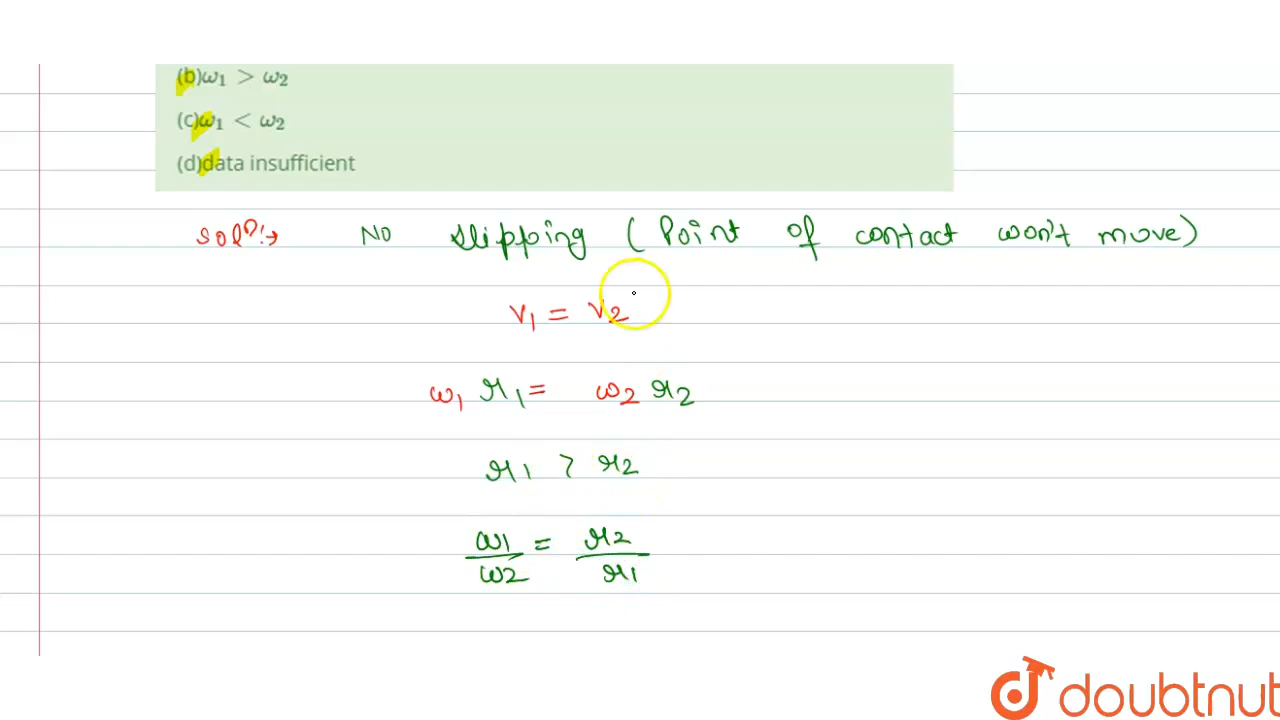 (b)ω₁ > ω₂
(c)ω₁ < ω₂
(d)data insufficient
Solⁿ:→ No slipping (Point of contact won't move)
v₁ = v₂
ω₁ r₁ = ω₂ r₂
r₁ > r₂
ω₁/ω₂ = r₂/r₁
doubtnut